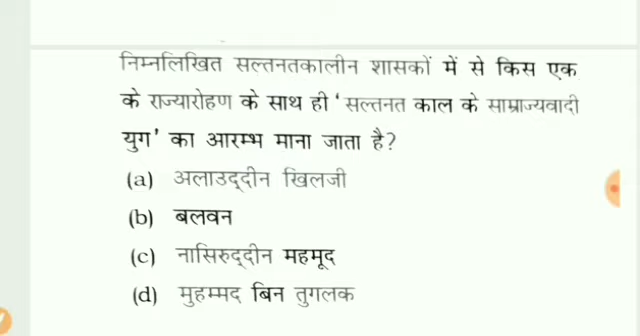 निम्नलिखित सल्तनतकालीन शासकों में से किस एक
के राज्यारोहण के साथ ही 'सल्तनत काल के साम्राज्यवादी
युग' का आरम्भ माना जाता है?
(a) अलाउद्दीन खिलजी
(b) बलवन
(c) नासिरुद्दीन महमूद
(d) मुहम्मद बिन तुगलक